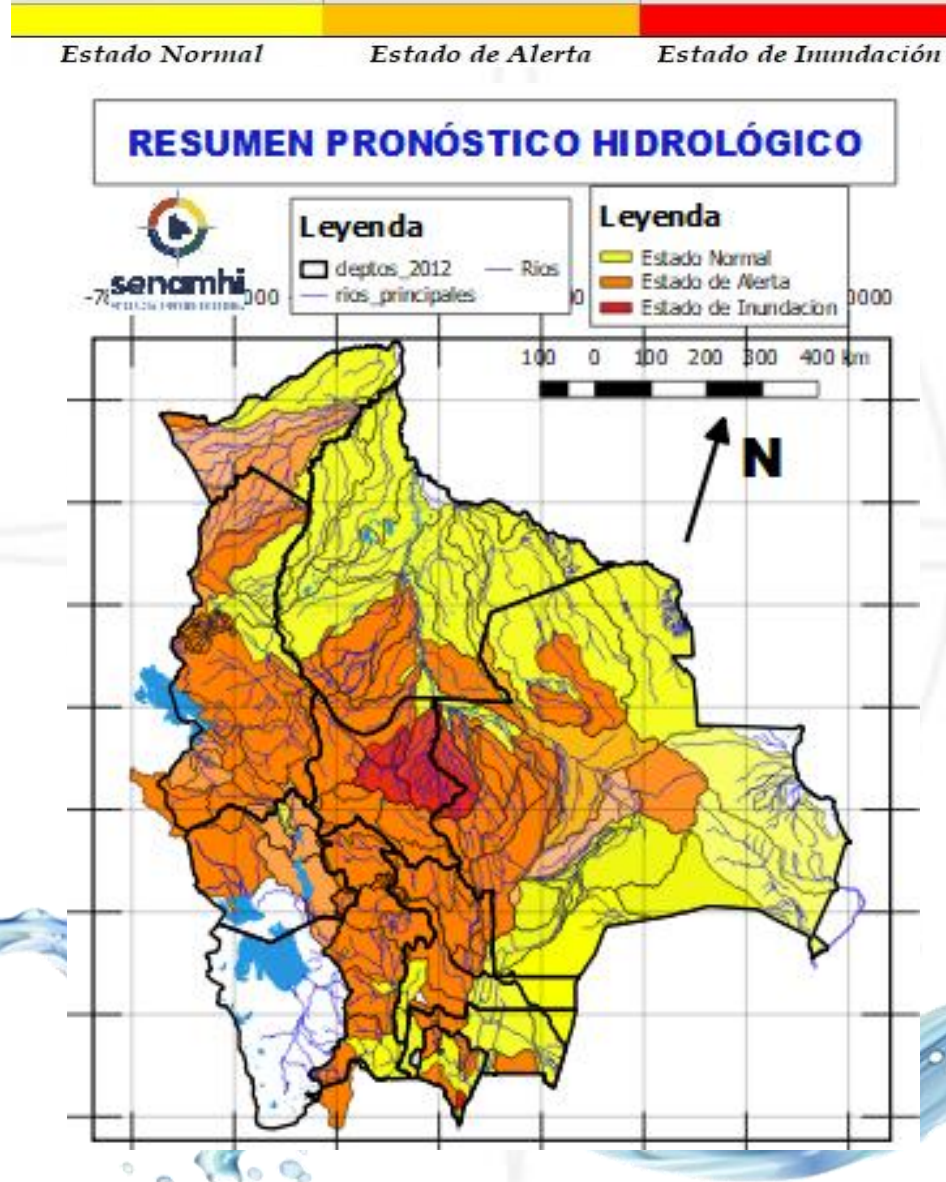 Estado Normal Estado de Alerta Estado de Inundación
RESUMEN PRONÓSTICO HIDROLÓGICO
senamhi
Leyenda
deptos_2012 Rios
rios_principales
Leyenda
Estado Normal
Estado de Alerta
Estado de Inundacion
100 0 100 200 300 400 km
N